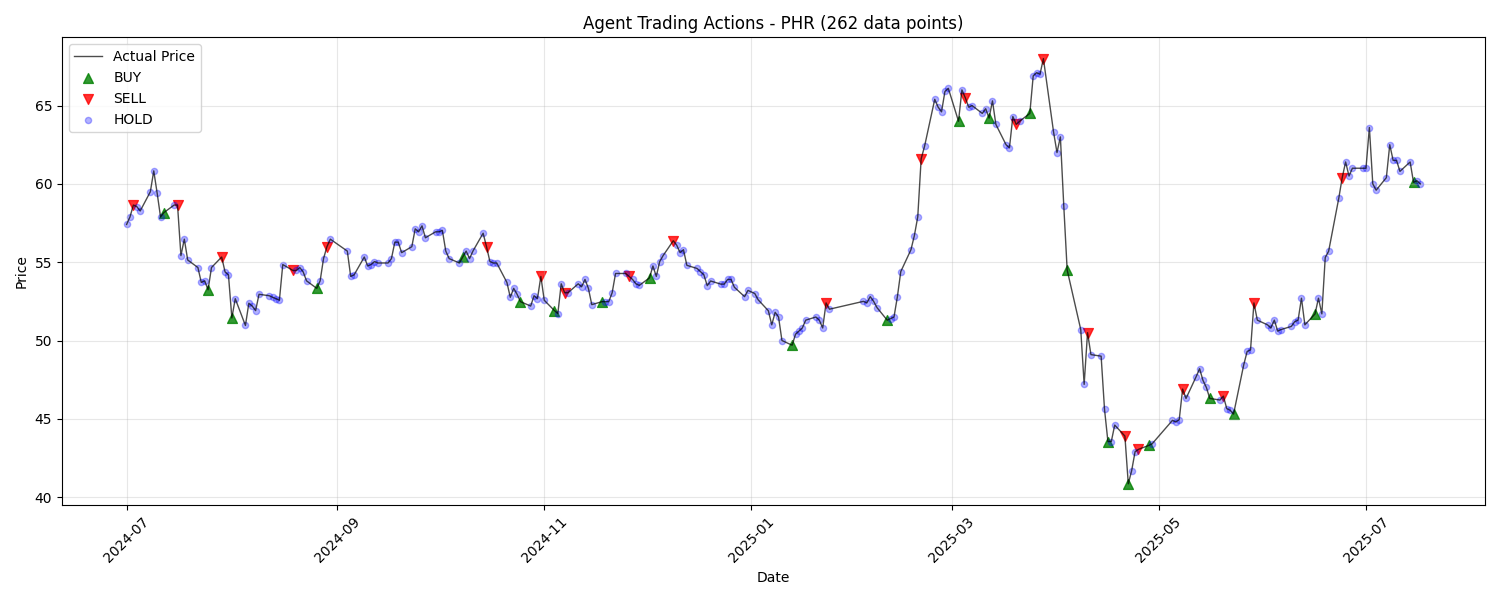 Agent Trading Actions - PHR (262 data points)
Actual Price
BUY
SELL
HOLD
Price
65
60
55
50
45
40
2024-07
2024-09
2024-11
2025-01
2025-03
2025-05
2025-07
Date